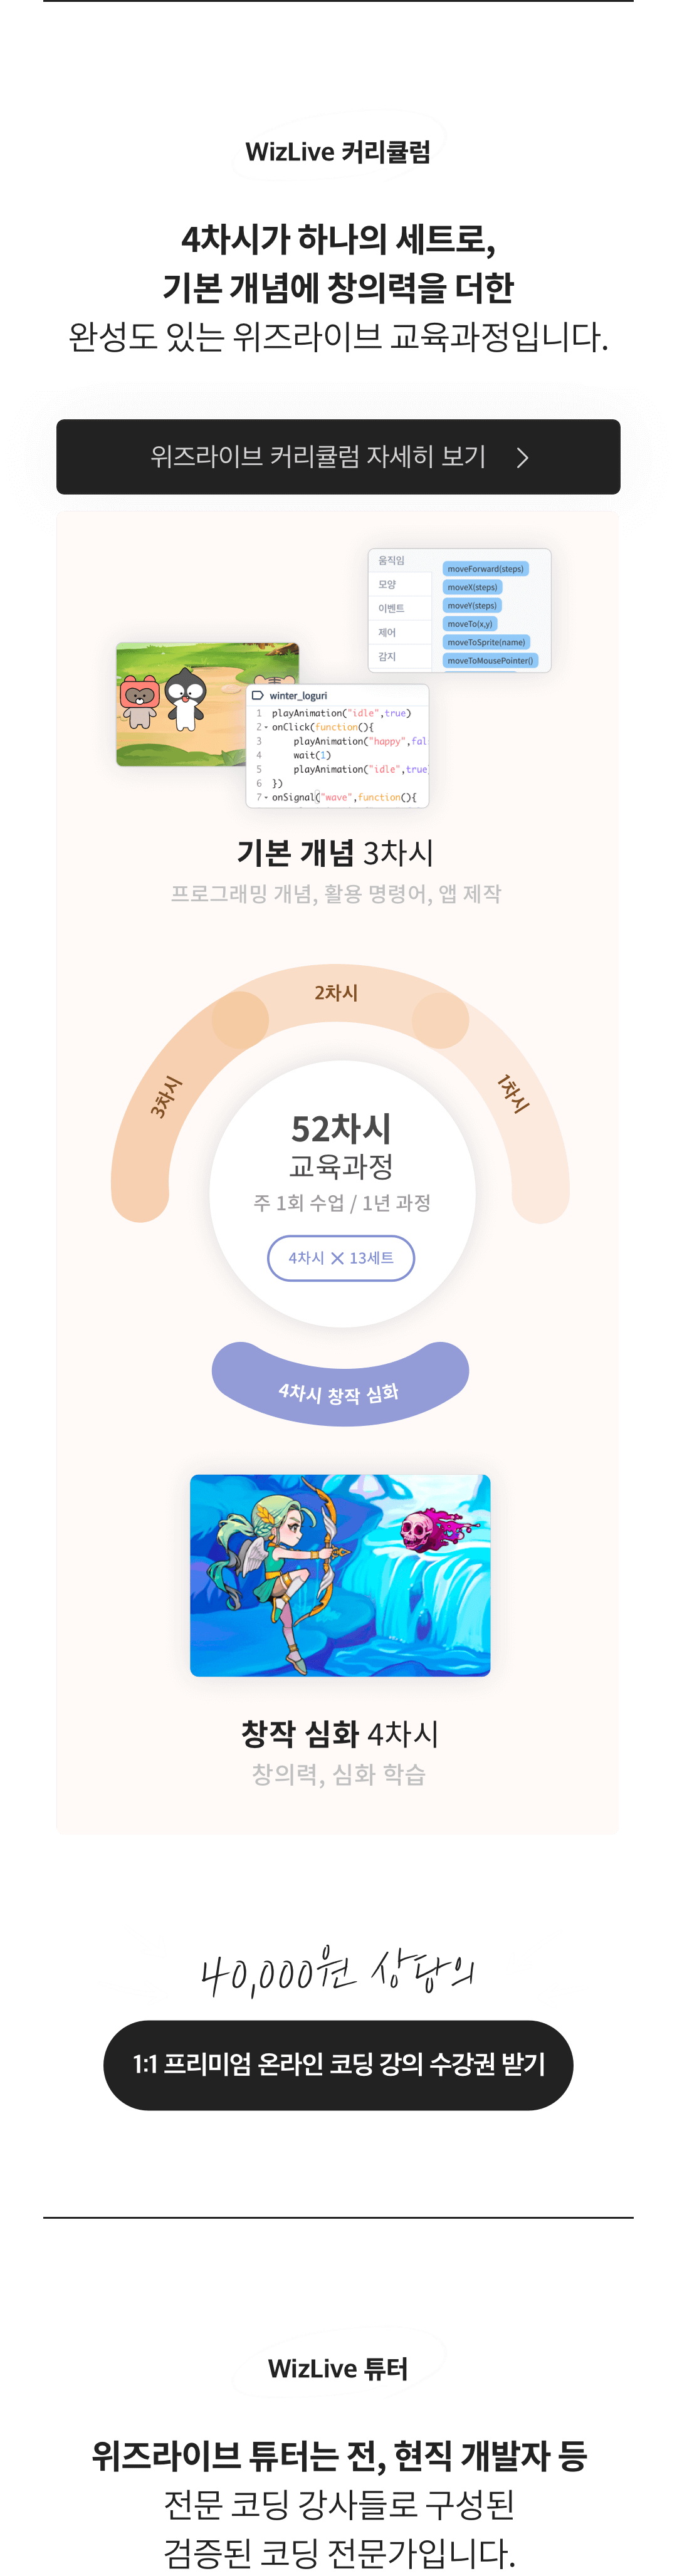 WizLive 커리큘럼
4차시가 하나의 세트로,
기본 개념에 창의력을 더한
완성도 있는 위즈라이브 교육과정입니다.
위즈라이브 커리큘럼 자세히 보기
움직임
모양
이벤트
제어
감지
moveForward(steps)
moveX(steps)
moveY(steps)
moveTo(x,y)
moveToSprite(name)
moveToMousePointer()
winter_loguri
1 playAnimation("idle",true)
2 onClick(function(){
3 playAnimation("happy",fal
4 wait(1)
5 playAnimation("idle",true
6 })
7 onSignal("wave",function(){
기본 개념 3차시
프로그래밍 개념, 활용 명령어, 앱 제작
2차시
3차시
1차시
52차시
교육과정
주 1회 수업 / 1년 과정
4차시 X 13세트
4차시 창작 심화
창작 심화 4차시
창의력, 심화 학습
40,000원 상당의
1:1 프리미엄 온라인 코딩 강의 수강권 받기
WizLive 튜터
위즈라이브 튜터는 전, 현직 개발자 등
전문 코딩 강사들로 구성된
검증된 코딩 전문가입니다.